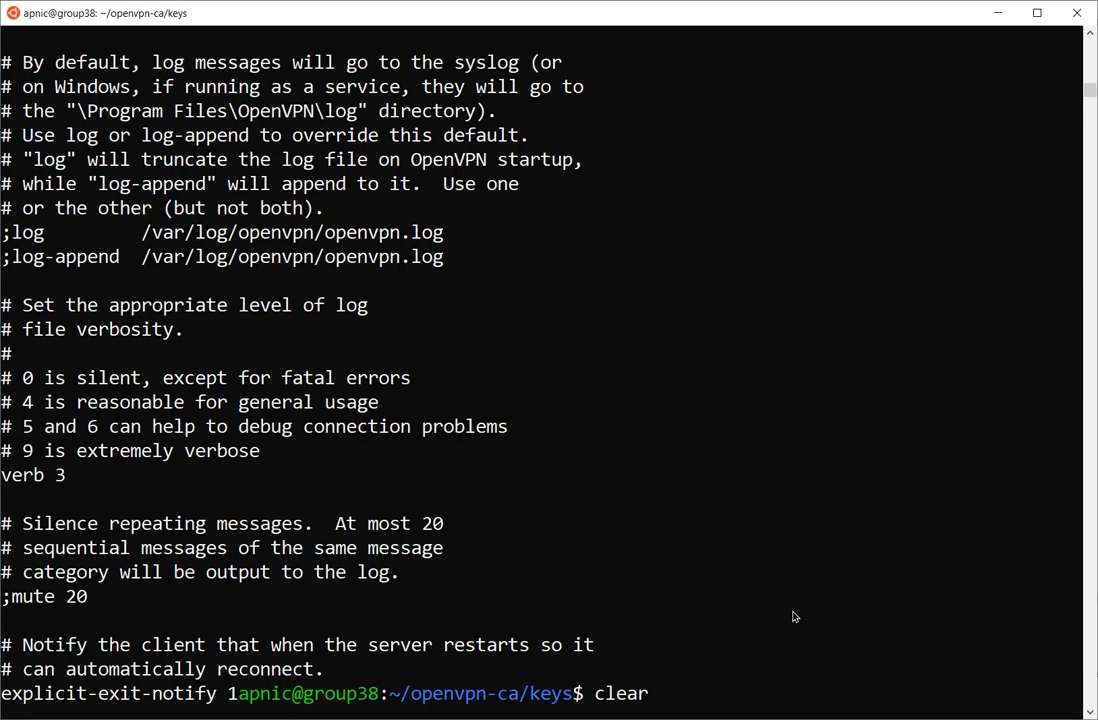 apnic@group38: ~/openvpn-ca/keys
# By default, log messages will go to the syslog (or
# on Windows, if running as a service, they will go to
# the "\Program Files\OpenVPN\log" directory).
# Use log or log-append to override this default.
# "log" will truncate the log file on OpenVPN startup,
# while "log-append" will append to it.  Use one
# or the other (but not both).
;log         /var/log/openvpn/openvpn.log
;log-append  /var/log/openvpn/openvpn.log
# Set the appropriate level of log
# file verbosity.
#
# 0 is silent, except for fatal errors
# 4 is reasonable for general usage
# 5 and 6 can help to debug connection problems
# 9 is extremely verbose
verb 3
# Silence repeating messages.  At most 20
# sequential messages of the same message
# category will be output to the log.
;mute 20
# Notify the client that when the server restarts so it
# can automatically reconnect.
explicit-exit-notify 1apnic@group38:~/openvpn-ca/keys$ clear